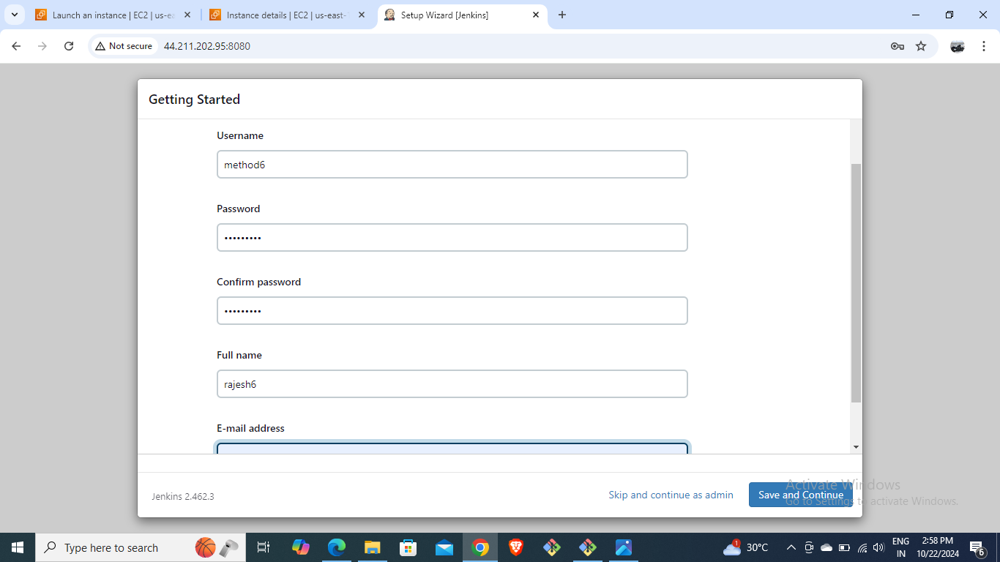 Launch an instance | EC2 | us-ea
Instance details | EC2 | us-east-1
Setup Wizard [Jenkins]
Not secure
44.211.202.95:8080
Getting Started
Username
method6
Password
•••••••••
Confirm password
•••••••••
Full name
rajesh6
E-mail address
Jenkins 2.462.3
Skip and continue as admin
Save and Continue
Activate Windows
Go to Settings to activate Windows.
Type here to search
1
30°C
ENG
IN
2:58 PM
10/22/2024
6